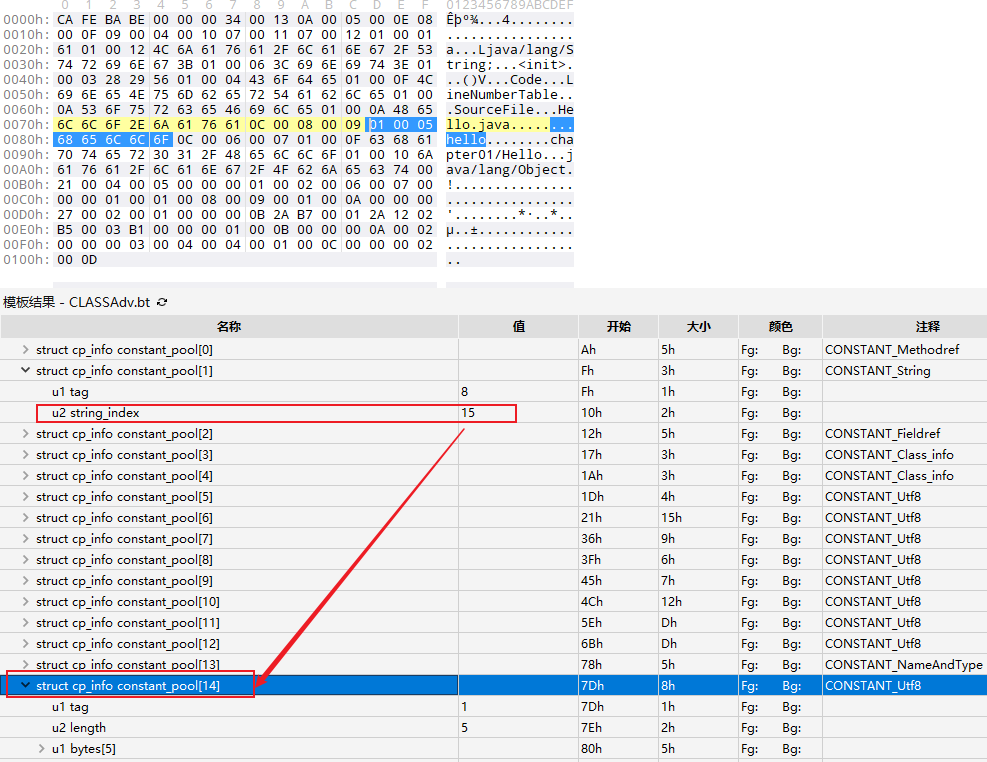 0 1 2 3 4 5 6 7 8 9 A B C D E F 0123456789ABCDEF
0000h: CA FE BA BE 00 00 00 34 00 13 0A 00 05 00 0E 08 Êþº¾...4........
0010h: 00 0F 09 00 04 00 10 07 00 11 07 00 12 01 00 01 ................
0020h: 61 01 00 12 4C 6A 61 76 61 2F 6C 61 6E 67 2F 53 a...Ljava/lang/S
0030h: 74 72 69 6E 67 3B 01 00 06 3C 69 6E 69 74 3E 01 tring;...<init>.
0040h: 00 03 28 29 56 01 00 04 43 6F 64 65 01 00 0F 4C ..()V...Code...L
0050h: 69 6E 65 4E 75 6D 62 65 72 54 61 62 6C 65 01 00 ineNumberTable..
0060h: 0A 53 6F 75 72 63 65 46 69 6C 65 01 00 0A 48 65 .SourceFile...He
0070h: 6C 6C 6F 2E 6A 61 76 61 0C 00 08 00 09 01 00 05 llo.java........
0080h: 68 65 6C 6C 6F 0C 00 06 00 07 01 00 0F 63 68 61 hello........cha
0090h: 70 74 65 72 30 31 2F 48 65 6C 6C 6F 01 00 10 6A pter01/Hello...j
00A0h: 61 76 61 2F 6C 61 6E 67 2F 4F 62 6A 65 63 74 00 ava/lang/Object.
00B0h: 21 00 04 00 05 00 00 00 01 00 02 00 06 00 07 00 !...............
00C0h: 00 00 01 00 01 00 08 00 09 00 01 00 0A 00 00 00 ................
00D0h: 27 00 02 00 01 00 00 00 0B 2A B7 00 01 2A 12 02 '........*·..*..
00E0h: B5 00 03 B1 00 00 00 01 00 0B 00 00 00 0A 00 02 µ..±............
00F0h: 00 00 00 03 00 04 00 04 00 01 00 0C 00 00 00 02 ................
0100h: 00 0D ..
模板结果 - CLASSAdv.bt
名称 值 开始 大小 颜色 注释
struct cp_info constant_pool[0] Ah 5h Fg: Bg: CONSTANT_Methodref
struct cp_info constant_pool[1] Fh 3h Fg: Bg: CONSTANT_String
u1 tag 8 Fh 1h Fg: Bg:
u2 string_index 15 10h 2h Fg: Bg:
struct cp_info constant_pool[2] 12h 5h Fg: Bg: CONSTANT_Fieldref
struct cp_info constant_pool[3] 17h 3h Fg: Bg: CONSTANT_Class_info
struct cp_info constant_pool[4] 1Ah 3h Fg: Bg: CONSTANT_Class_info
struct cp_info constant_pool[5] 1Dh 4h Fg: Bg: CONSTANT_Utf8
struct cp_info constant_pool[6] 21h 15h Fg: Bg: CONSTANT_Utf8
struct cp_info constant_pool[7] 36h 9h Fg: Bg: CONSTANT_Utf8
struct cp_info constant_pool[8] 3Fh 6h Fg: Bg: CONSTANT_Utf8
struct cp_info constant_pool[9] 45h 7h Fg: Bg: CONSTANT_Utf8
struct cp_info constant_pool[10] 4Ch 12h Fg: Bg: CONSTANT_Utf8
struct cp_info constant_pool[11] 5Eh Dh Fg: Bg: CONSTANT_Utf8
struct cp_info constant_pool[12] 6Bh Dh Fg: Bg: CONSTANT_Utf8
struct cp_info constant_pool[13] 78h 5h Fg: Bg: CONSTANT_NameAndType
struct cp_info constant_pool[14] 7Dh 8h Fg: Bg: CONSTANT_Utf8
u1 tag 1 7Dh 1h Fg: Bg:
u2 length 5 7Eh 2h Fg: Bg:
u1 bytes[5] 80h 5h Fg: Bg: